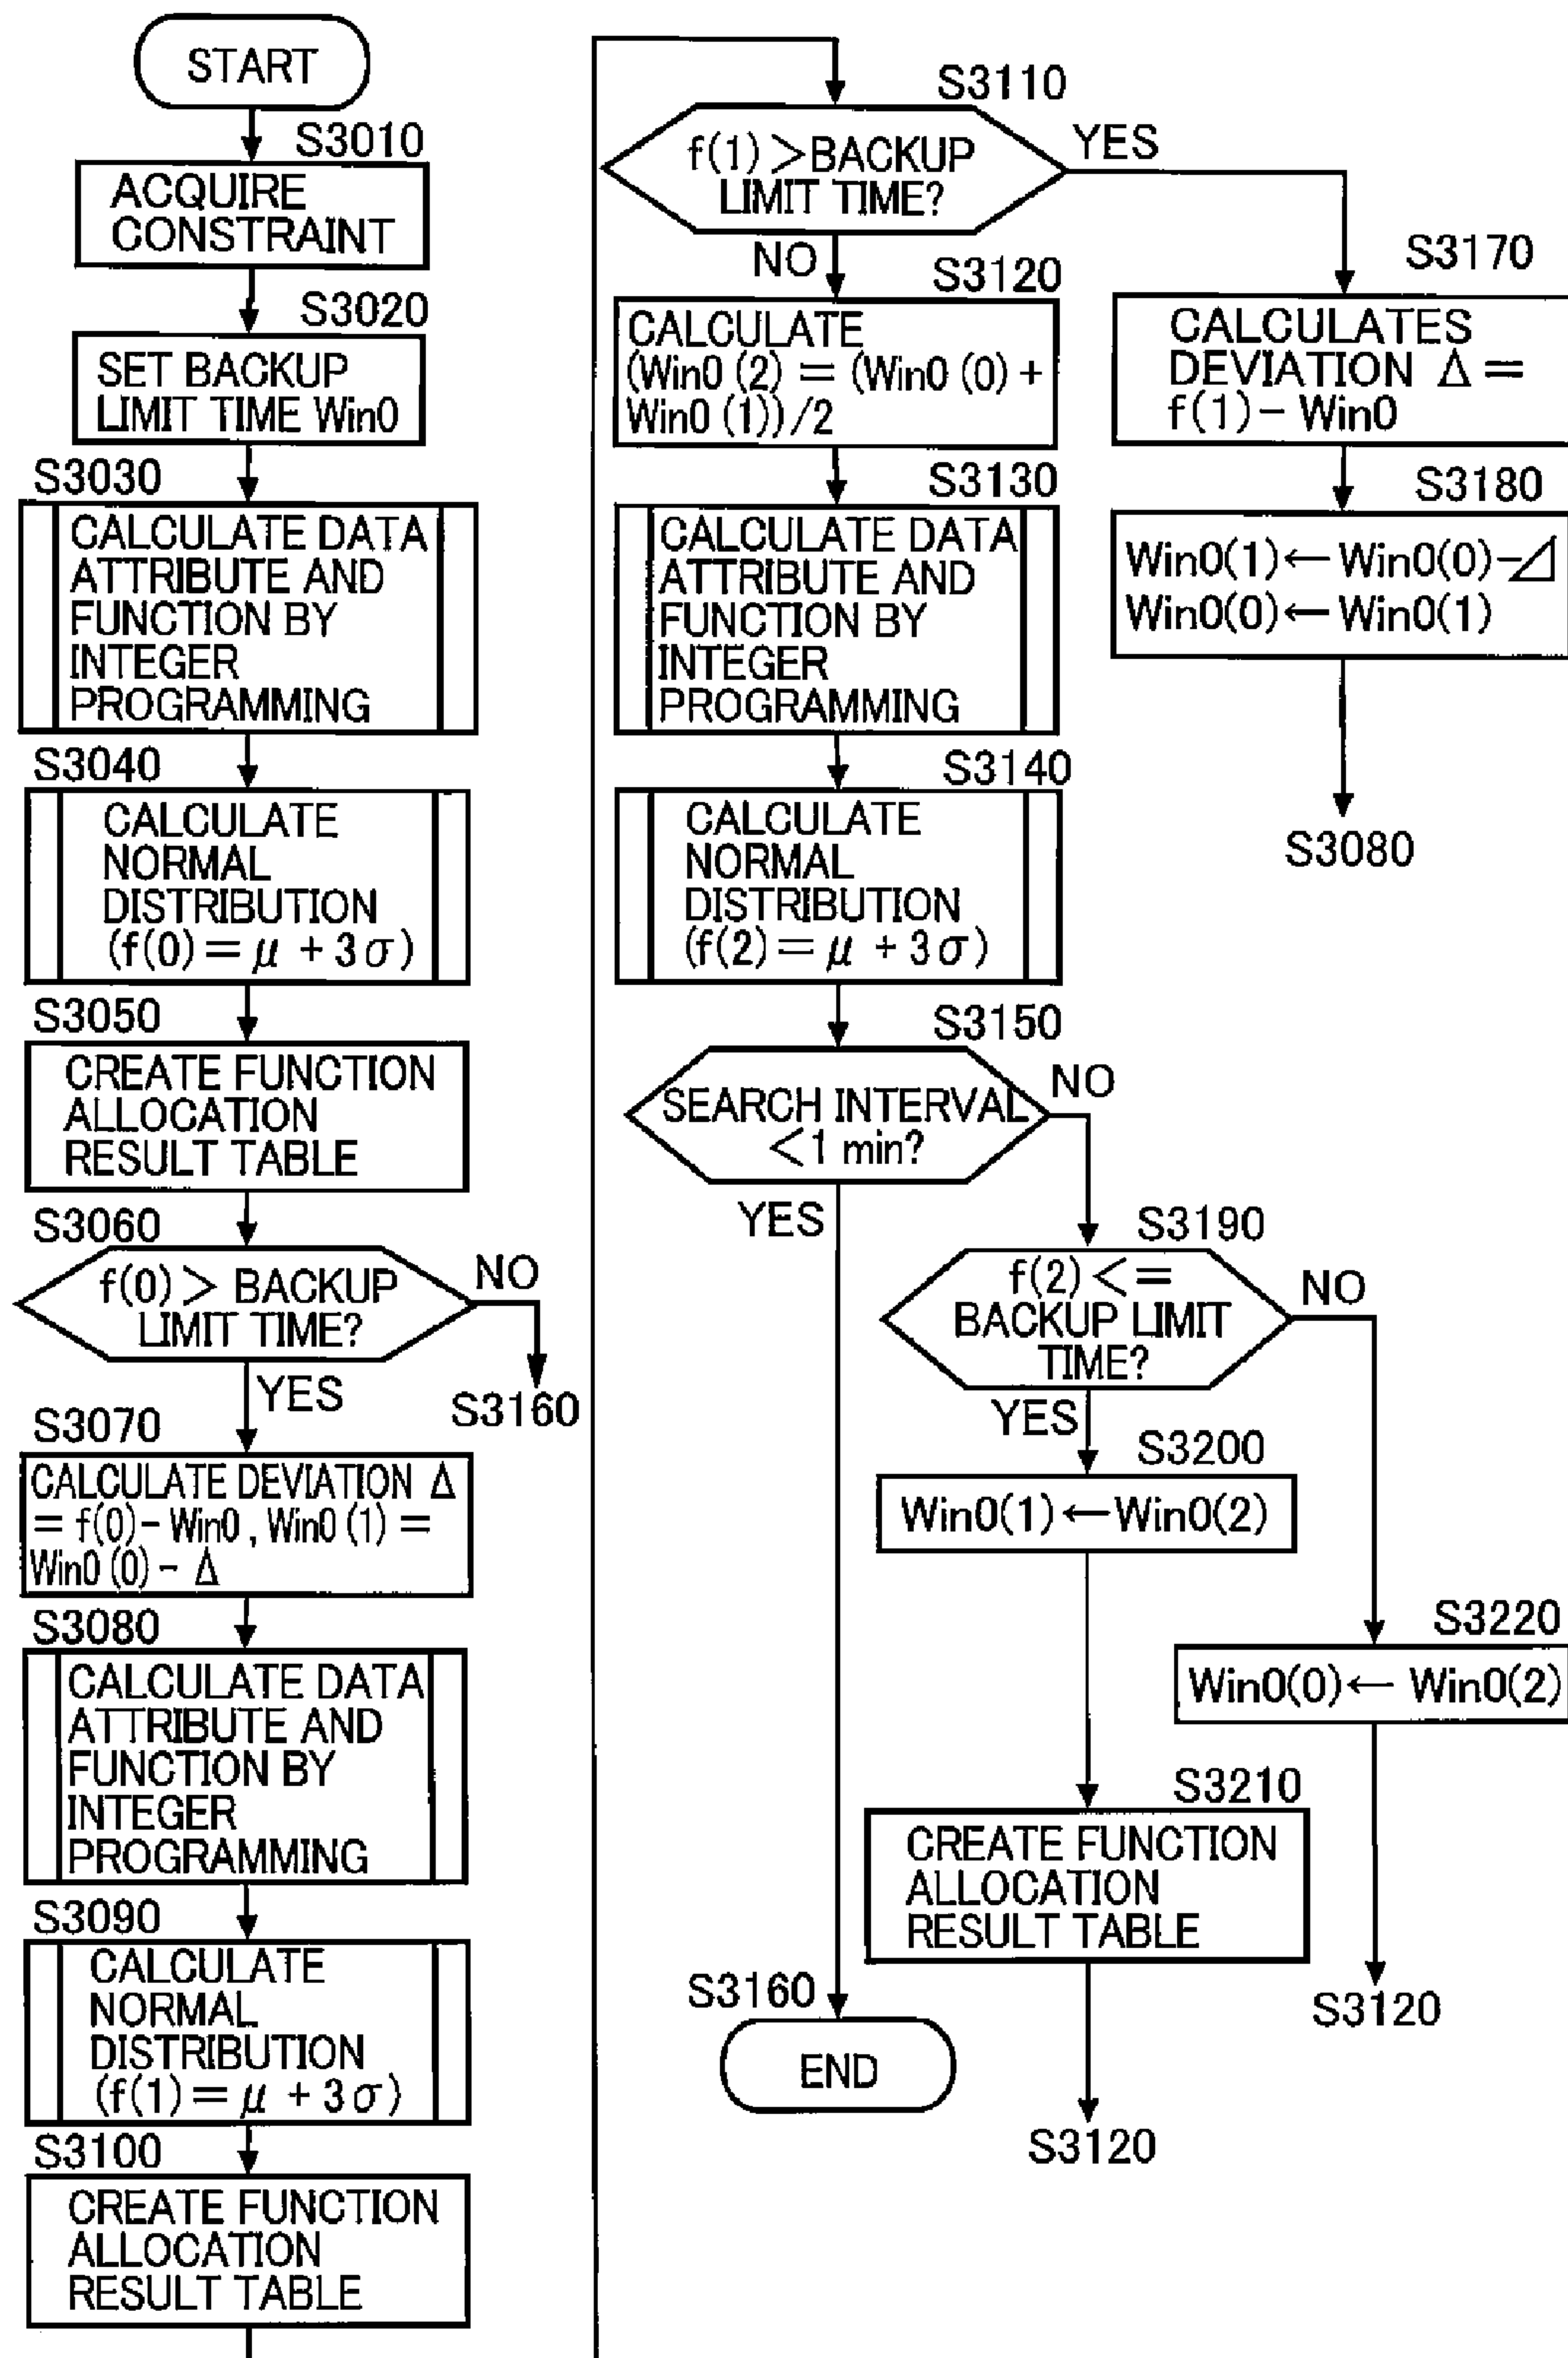 START
S3010
ACQUIRE
CONSTRAINT
S3020
SET BACKUP
LIMIT TIME Win0
S3030
CALCULATE DATA
ATTRIBUTE AND
FUNCTION BY
INTEGER
PROGRAMMING
S3040
CALCULATE
NORMAL
DISTRIBUTION
(f(0) = μ + 3σ)
S3050
CREATE FUNCTION
ALLOCATION
RESULT TABLE
S3060
f(0) > BACKUP
LIMIT TIME?
NO
S3160
YES
S3070
CALCULATE DEVIATION Δ
= f(0) - Win0 , Win0 (1) =
Win0 (0) - Δ
S3080
CALCULATE DATA
ATTRIBUTE AND
FUNCTION BY
INTEGER
PROGRAMMING
S3090
CALCULATE
NORMAL
DISTRIBUTION
(f(1) = μ + 3σ)
S3100
CREATE FUNCTION
ALLOCATION
RESULT TABLE
S3110
f(1) >BACKUP
LIMIT TIME?
YES
NO
S3120
CALCULATE
(Win0 (2) = (Win0 (0) +
Win0 (1)) /2
S3130
CALCULATE DATA
ATTRIBUTE AND
FUNCTION BY
INTEGER
PROGRAMMING
S3140
CALCULATE
NORMAL
DISTRIBUTION
(f(2) = μ + 3σ)
S3150
SEARCH INTERVAL
<1 min?
NO
YES
S3160
END
S3170
CALCULATES
DEVIATION Δ =
f(1) - Win0
S3180
Win0(1) ← Win0(0) -⊿
Win0(0) ← Win0(1)
S3080
S3190
f(2) < =
BACKUP LIMIT
TIME?
NO
YES
S3200
Win0(1) ← Win0(2)
S3210
CREATE FUNCTION
ALLOCATION
RESULT TABLE
S3120
S3220
Win0(0) ← Win0(2)
S3120